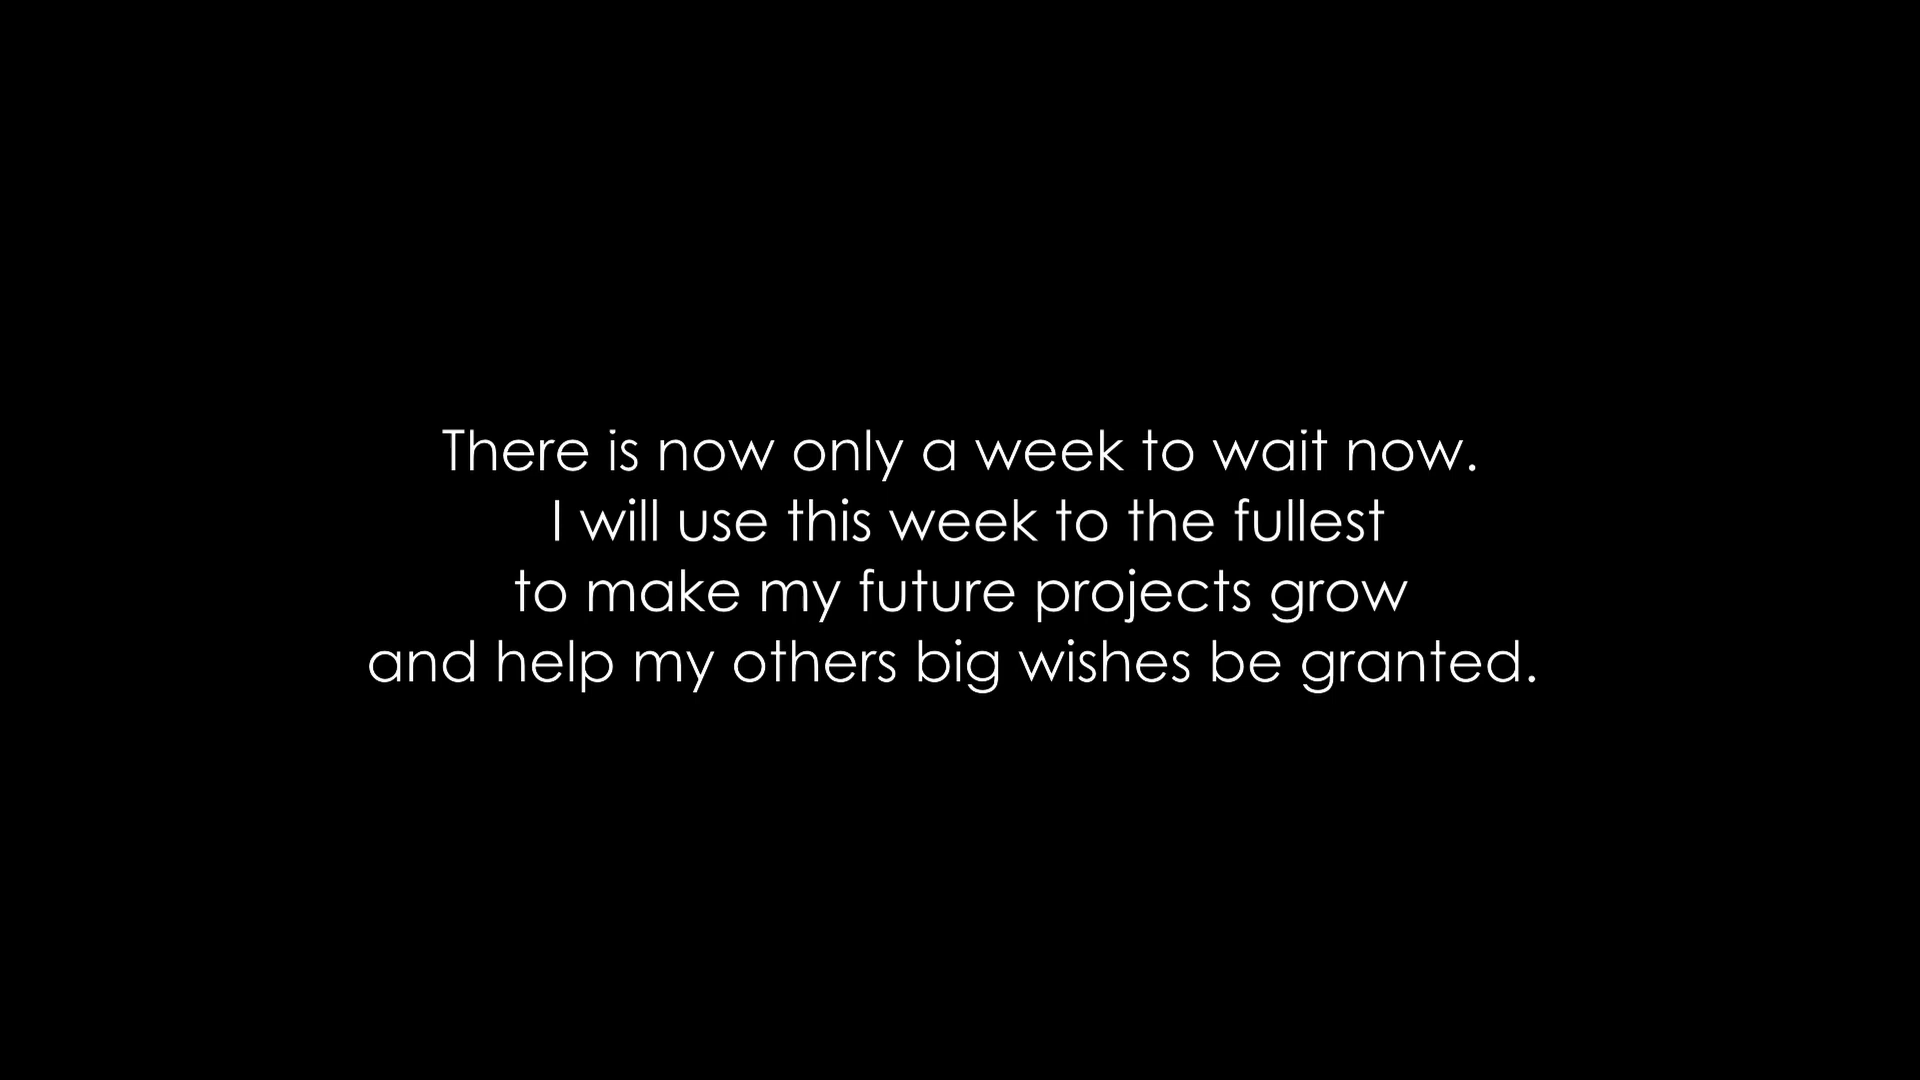 There is now only a week to wait now.
I will use this week to the fullest
to make my future projects grow
and help my others big wishes be granted.